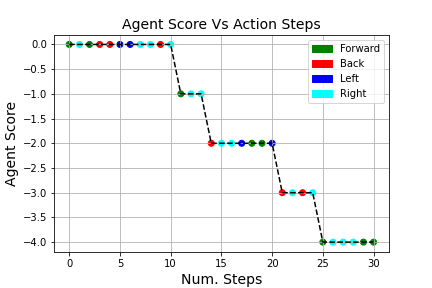 Agent Score Vs Action Steps
Agent Score
0.0
−0.5
−1.0
−1.5
−2.0
−2.5
−3.0
−3.5
−4.0
Forward
Back
Left
Right
0 5 10 15 20 25 30
Num. Steps